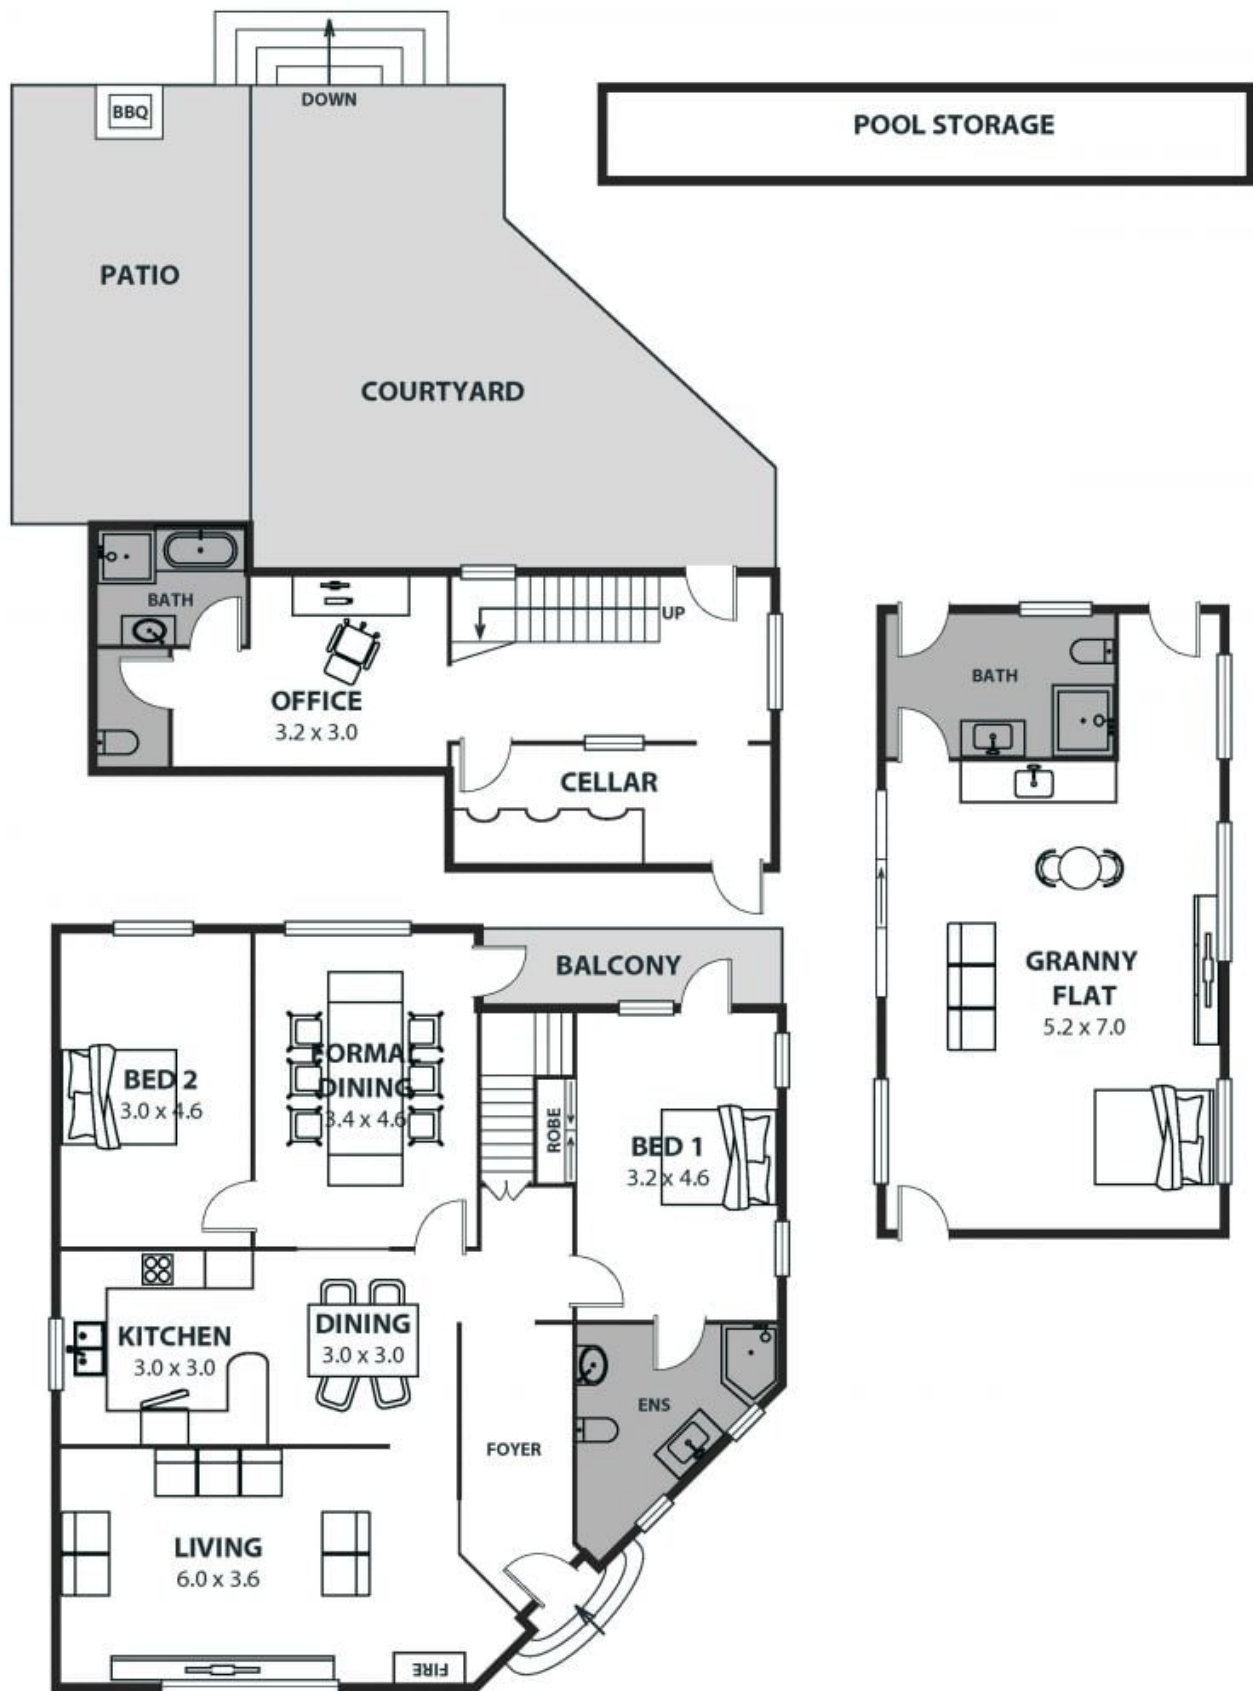 BBQ
DOWN
POOL STORAGE
PATIO
COURTYARD
BATH
UP
OFFICE
3.2 x 3.0
CELLAR
BATH
GRANNY
FLAT
5.2 x 7.0
BALCONY
BED 2
3.0 x 4.6
FORMAL
DINING
3.4 x 4.6
ROBE
BED 1
3.2 x 4.6
KITCHEN
3.0 x 3.0
DINING
3.0 x 3.0
ENS
FOYER
LIVING
6.0 x 3.6
FIRE